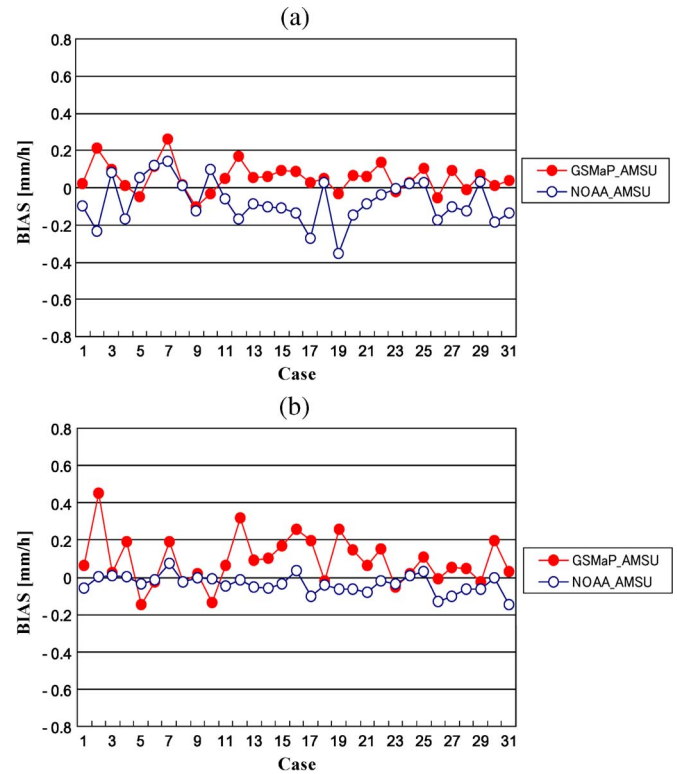 (a)
BIAS [mm/h]
0.8
0.6
0.4
0.2
0
- 0.2
- 0.4
- 0.6
- 0.8
1 3 5 7 9 11 13 15 17 19 21 23 25 27 29 31
Case
GSMaP_AMSU
NOAA_AMSU
(b)
BIAS [mm/h]
0.8
0.6
0.4
0.2
0
- 0.2
- 0.4
- 0.6
- 0.8
1 3 5 7 9 11 13 15 17 19 21 23 25 27 29 31
Case
GSMaP_AMSU
NOAA_AMSU